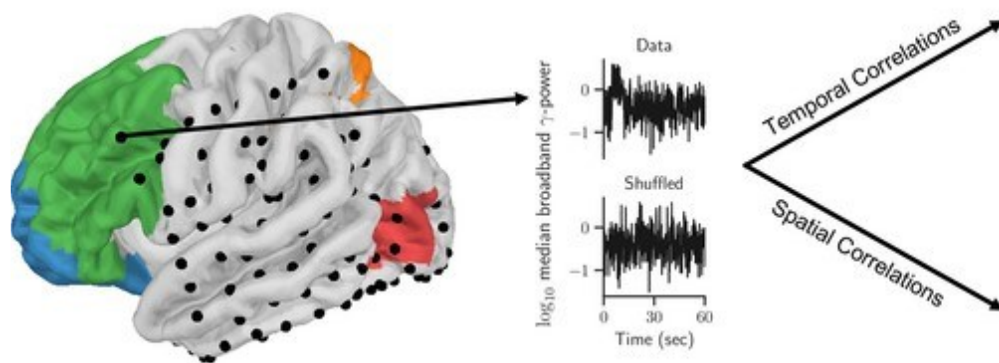 Data
0
−1
Shuffled
0
−1
0 30 60
Time (sec)
log₁₀ median broadband γ-power
Temporal Correlations
Spatial Correlations